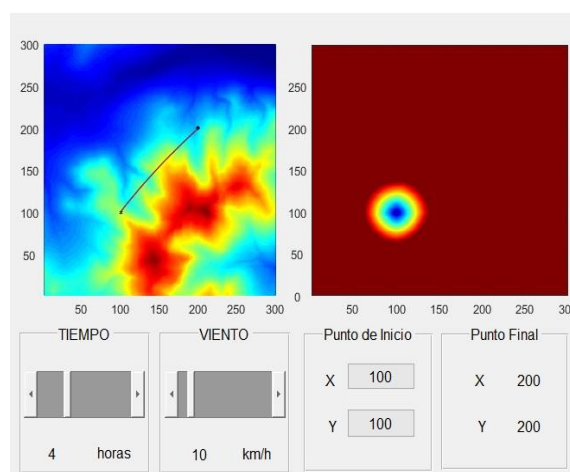 300
250
200
150
100
50
50 100 150 200 250 300
300
250
200
150
100
50
0
50 100 150 200 250 300
TIEMPO
4 horas
VIENTO
10 km/h
Punto de Inicio
X 100
Y 100
Punto Final
X 200
Y 200